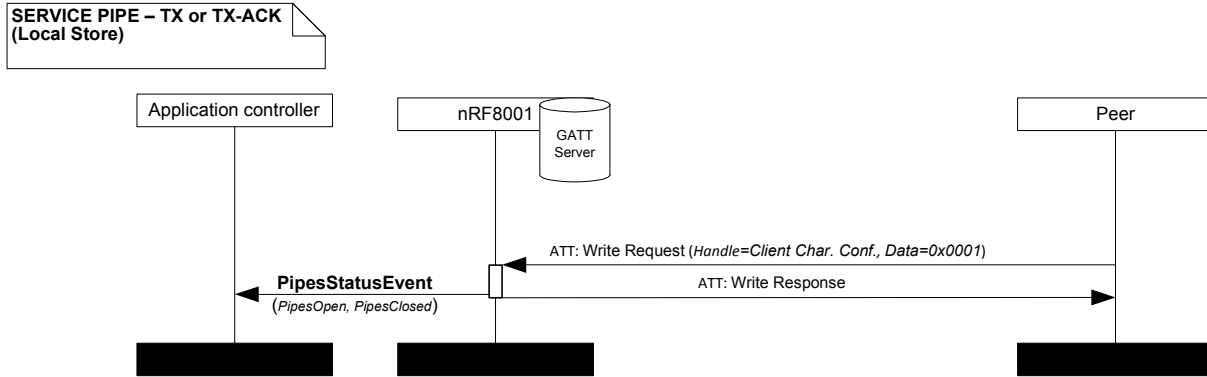 SERVICE PIPE – TX or TX-ACK
(Local Store)
Application controller
nRF8001
GATT
Server
Peer
ATT: Write Request (Handle=Client Char. Conf., Data=0x0001)
PipesStatusEvent
(PipesOpen, PipesClosed)
ATT: Write Response